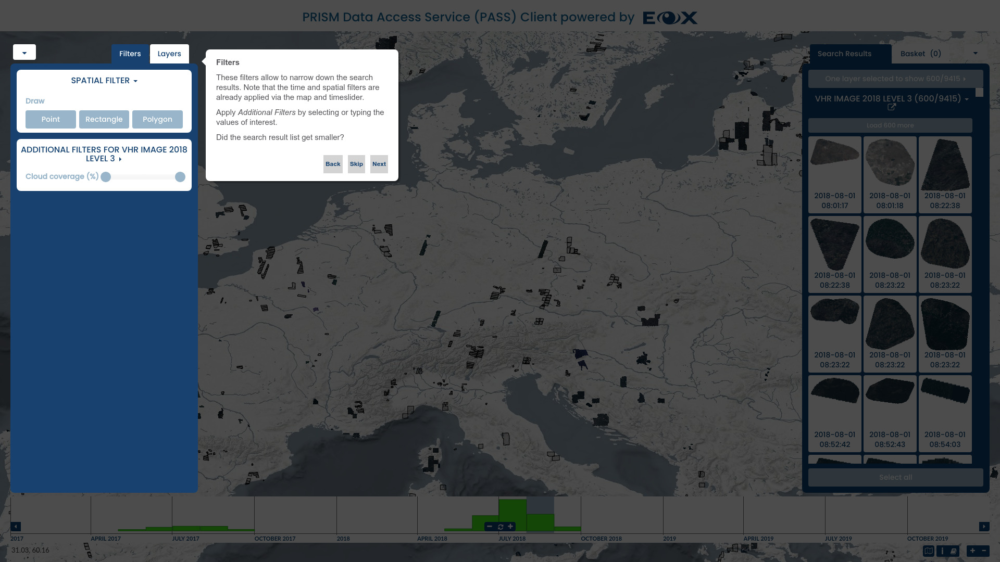 PRISM Data Access Service (PASS) Client powered by EOX
Filters
Layers
SPATIAL FILTER
Draw
Point
Rectangle
Polygon
ADDITIONAL FILTERS FOR VHR IMAGE 2018
LEVEL 3
Cloud coverage (%)
Filters
These filters allow to narrow down the search
results. Note that the time and spatial filters are
already applied via the map and timeslider.
Apply Additional Filters by selecting or typing the
values of interest.
Did the search result list get smaller?
Back
Skip
Next
Search Results
Basket (0)
One layer selected to show 600/9415
VHR IMAGE 2018 LEVEL 3 (600/9415)
Load 600 more
2018-08-01
08:01:17
2018-08-01
08:01:18
2018-08-01
08:22:38
2018-08-01
08:22:38
2018-08-01
08:23:22
2018-08-01
08:23:22
2018-08-01
08:23:22
2018-08-01
08:23:22
2018-08-01
08:23:22
2018-08-01
08:52:42
2018-08-01
08:52:43
2018-08-01
08:54:03
Select all
2017
APRIL 2017
JULY 2017
OCTOBER 2017
2018
APRIL 2018
JULY 2018
OCTOBER 2018
2019
APRIL 2019
JULY 2019
OCTOBER 2019
31.03, 60.16